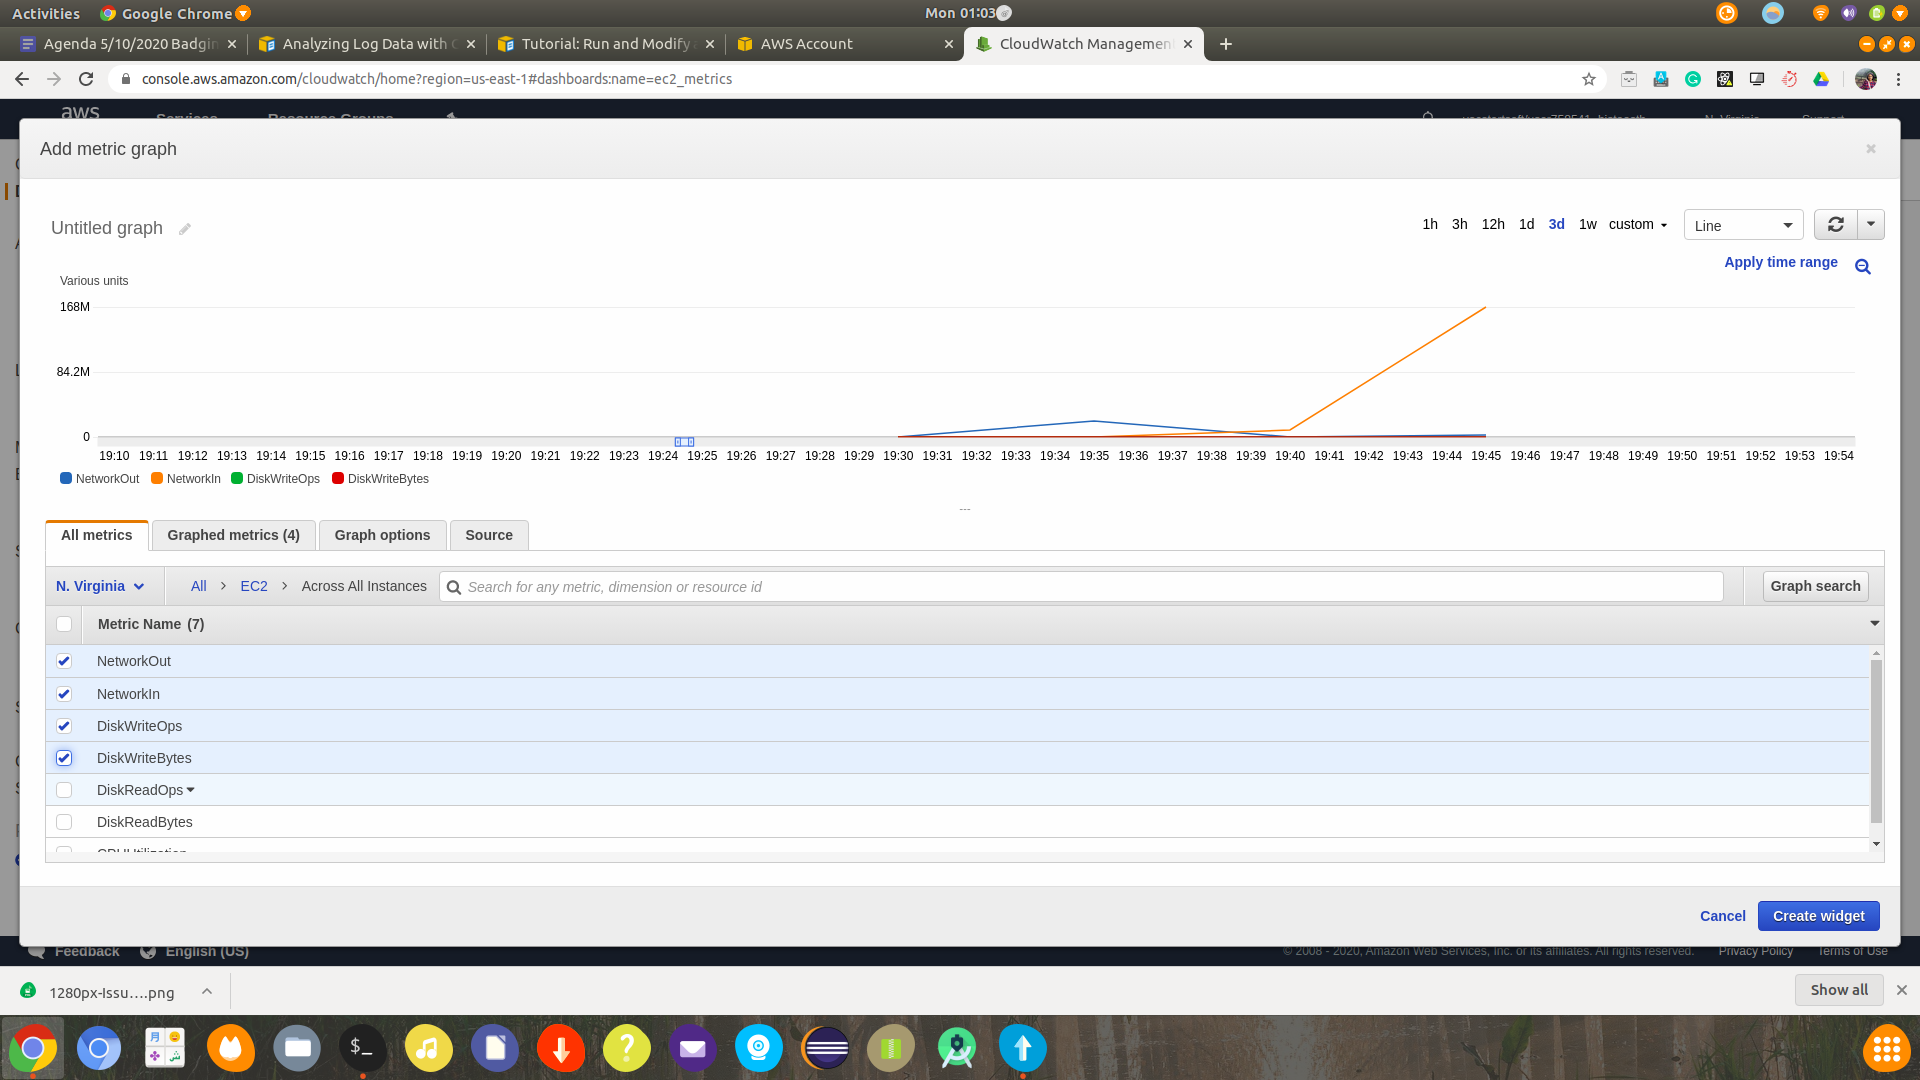 Activities Google Chrome Mon 01:03
Agenda 5/10/2020 Badgin Analyzing Log Data with C Tutorial: Run and Modify AWS Account CloudWatch Managemen
console.aws.amazon.com/cloudwatch/home?region=us-east-1#dashboards:name=ec2_metrics
aws Services Resource Groups N. Virginia Support
Add metric graph
Untitled graph 1h 3h 12h 1d 3d 1w custom Line
Apply time range
Various units
168M
84.2M
0
19:10 19:11 19:12 19:13 19:14 19:15 19:16 19:17 19:18 19:19 19:20 19:21 19:22 19:23 19:24 19:25 19:26 19:27 19:28 19:29 19:30 19:31 19:32 19:33 19:34 19:35 19:36 19:37 19:38 19:39 19:40 19:41 19:42 19:43 19:44 19:45 19:46 19:47 19:48 19:49 19:50 19:51 19:52 19:53 19:54
NetworkOut NetworkIn DiskWriteOps DiskWriteBytes
All metrics Graphed metrics (4) Graph options Source
N. Virginia All EC2 Across All Instances Search for any metric, dimension or resource id Graph search
Metric Name (7)
NetworkOut
NetworkIn
DiskWriteOps
DiskWriteBytes
DiskReadOps
DiskReadBytes
CPUUtilization
Cancel Create widget
Feedback English (US) © 2008 - 2020, Amazon Web Services, Inc. or its affiliates. All rights reserved. Privacy Policy Terms of Use
1280px-Issu....png Show all